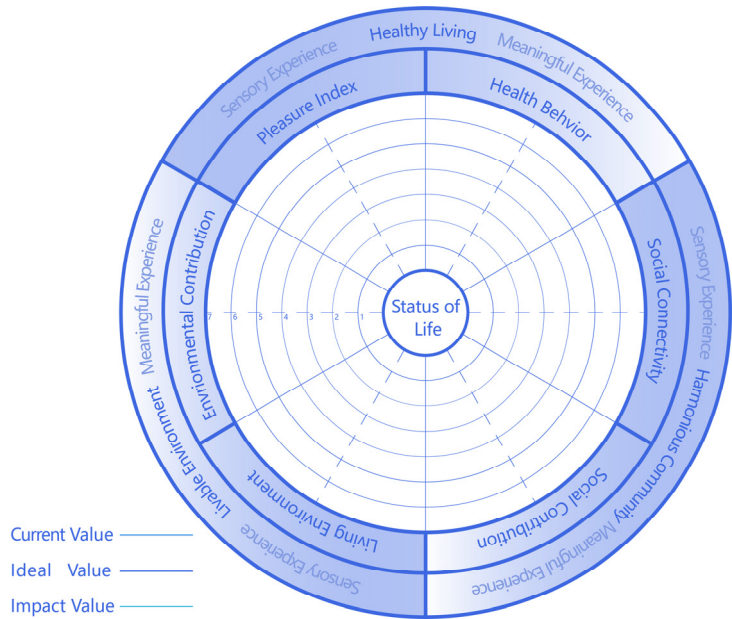 Healthy Living
Sensory Experience
Meaningful Experience
Pleasure Index
Health Behvior
Social Connectivity
Sensory Experience
Harmonious Community
Social Contribution
Meaningful Experience
Living Environment
Sensory Experience
Livable Environment
Environmental Contribution
Meaningful Experience
7 6 5 4 3 2 1
Status of
Life
Current Value
Ideal Value
Impact Value